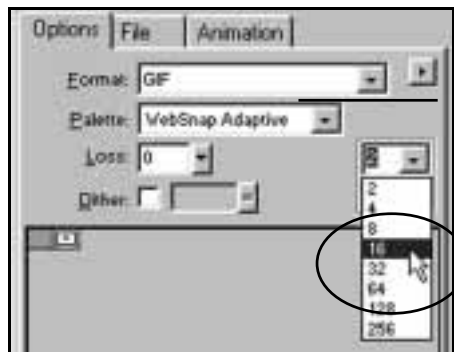 Options File Animation
Format: GIF
Palette: WebSnap Adaptive
Loss: 0
Dither:
2
4
8
16
32
64
128
256